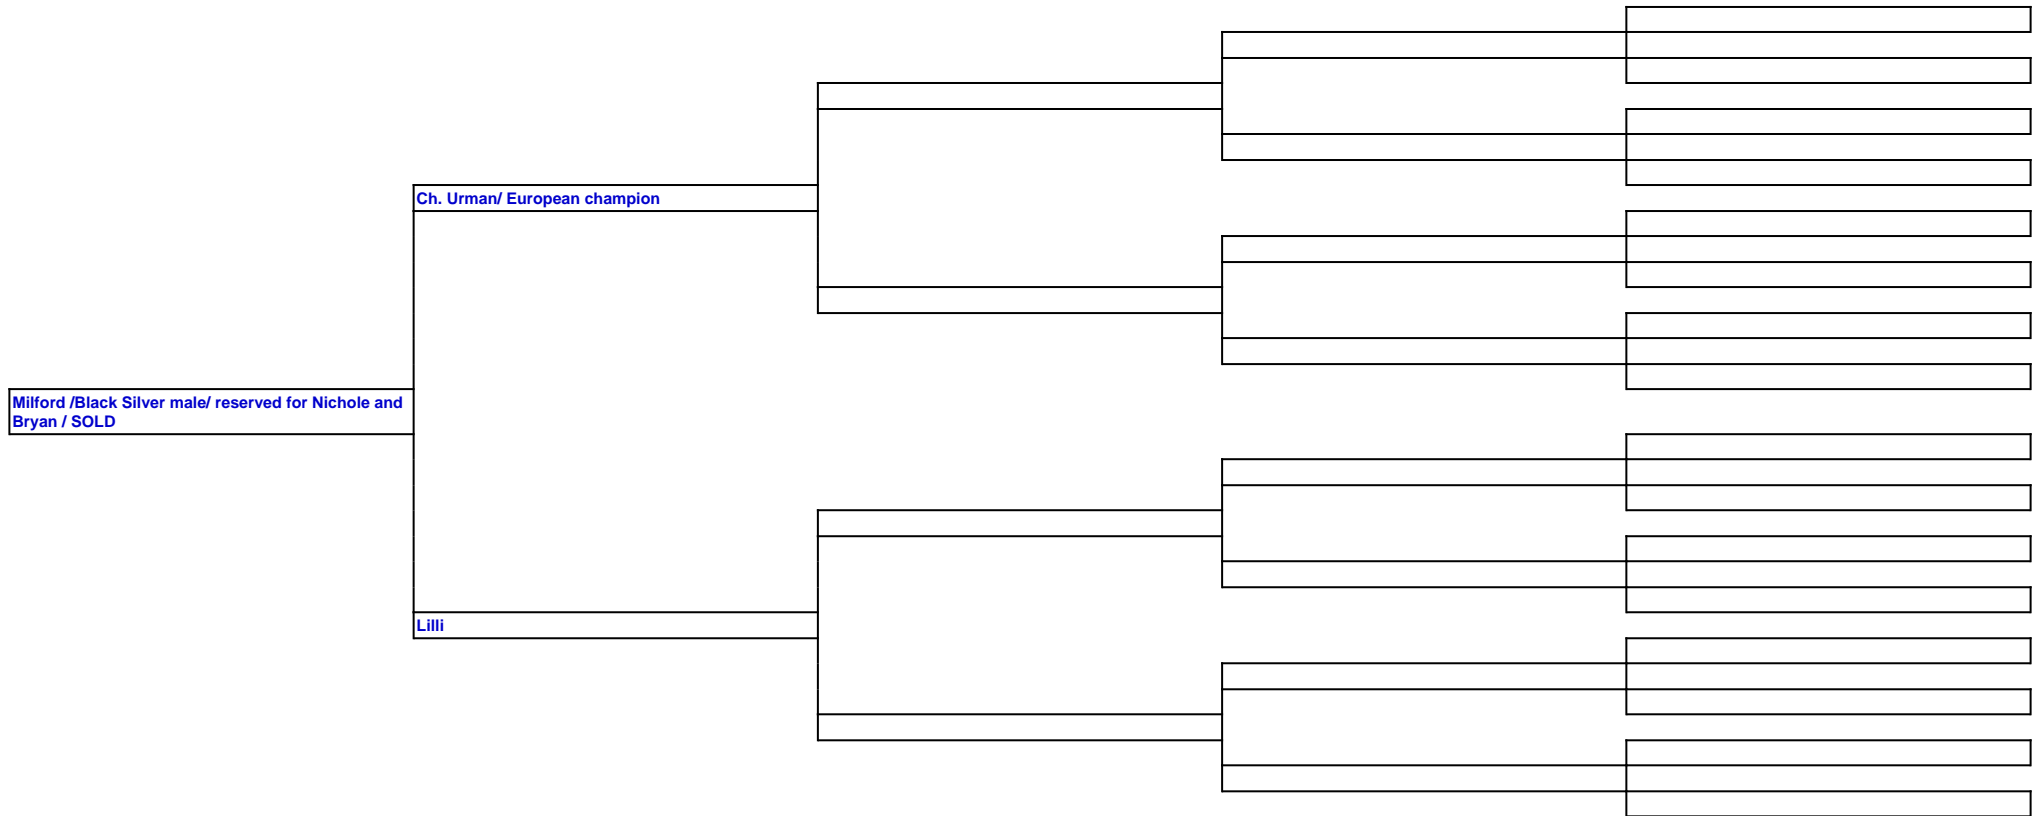 Ch. Urman/ European champion
Milford /Black Silver male/ reserved for Nichole and
Bryan / SOLD
Lilli